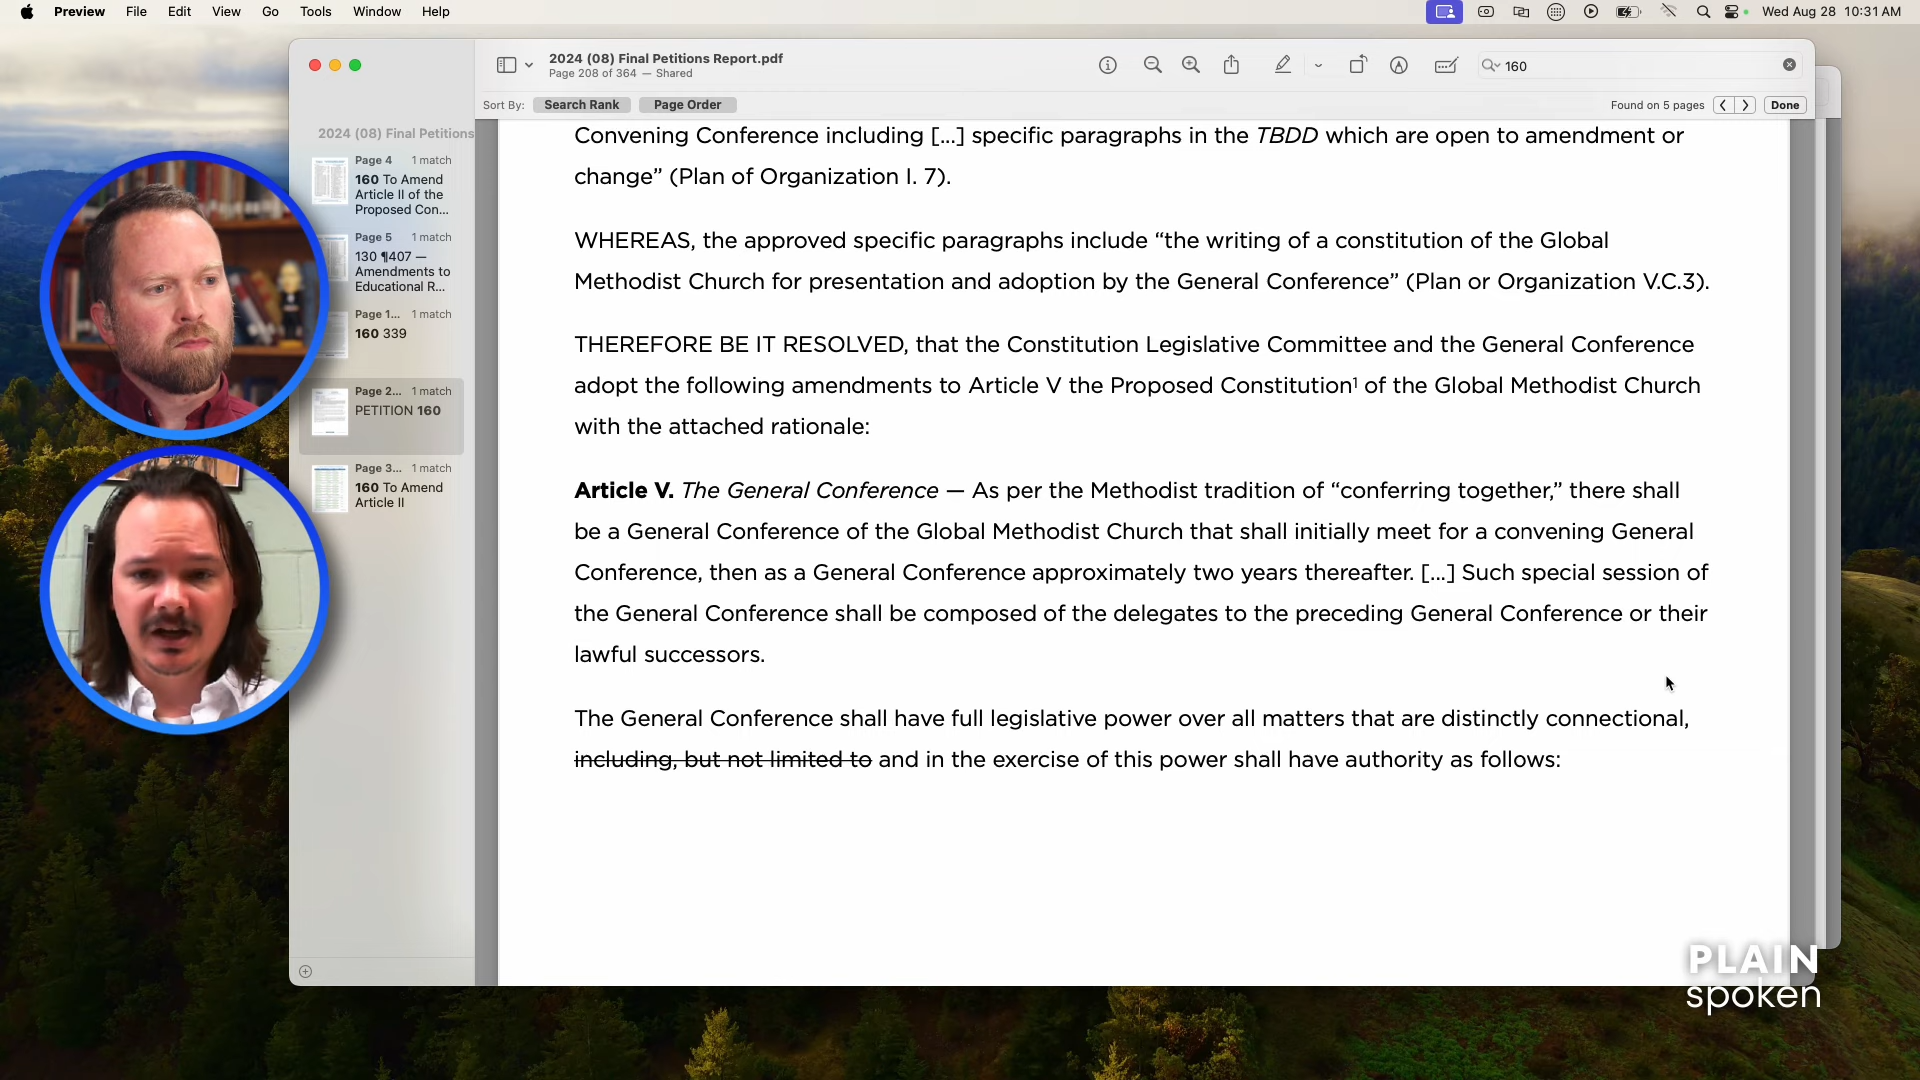 Preview File Edit View Go Tools Window Help
Wed Aug 28 10:31 AM
2024 (08) Final Petitions Report.pdf
Page 208 of 364 — Shared
160
Sort By: Search Rank Page Order
Found on 5 pages
Done
2024 (08) Final Petitions
Page 4 1 match
160 To Amend
Article II of the
Proposed Con...
Page 5 1 match
130 ¶407 —
Amendments to
Educational R...
Page 1... 1 match
160 339
Page 2... 1 match
PETITION 160
Page 3... 1 match
160 To Amend
Article II
Convening Conference including [...] specific paragraphs in the TBDD which are open to amendment or
change” (Plan of Organization I. 7).
WHEREAS, the approved specific paragraphs include “the writing of a constitution of the Global
Methodist Church for presentation and adoption by the General Conference” (Plan or Organization V.C.3).
THEREFORE BE IT RESOLVED, that the Constitution Legislative Committee and the General Conference
adopt the following amendments to Article V the Proposed Constitution¹ of the Global Methodist Church
with the attached rationale:
Article V. The General Conference — As per the Methodist tradition of “conferring together,” there shall
be a General Conference of the Global Methodist Church that shall initially meet for a convening General
Conference, then as a General Conference approximately two years thereafter. [...] Such special session of
the General Conference shall be composed of the delegates to the preceding General Conference or their
lawful successors.
The General Conference shall have full legislative power over all matters that are distinctly connectional,
including, but not limited to and in the exercise of this power shall have authority as follows:
PLAIN
spoken